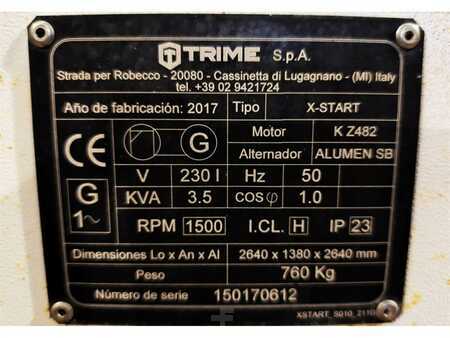 TRIME S.p.A.
Strada per Robecco - 20080 - Cassinetta di Lugagnano - (MI) Italy
tel. +39 02 9421724
Año de fabricación: 2017 Tipo X-START
CE G Motor K Z482
Alternador ALUMEN SB
V 230 I Hz 50
G 1~ KVA 3.5 COSφ 1.0
RPM 1500 I.CL. H IP 23
Dimensiones Lo x An x Al 2640 x 1380 x 2640 mm
Peso 760 Kg
Número de serie 150170612